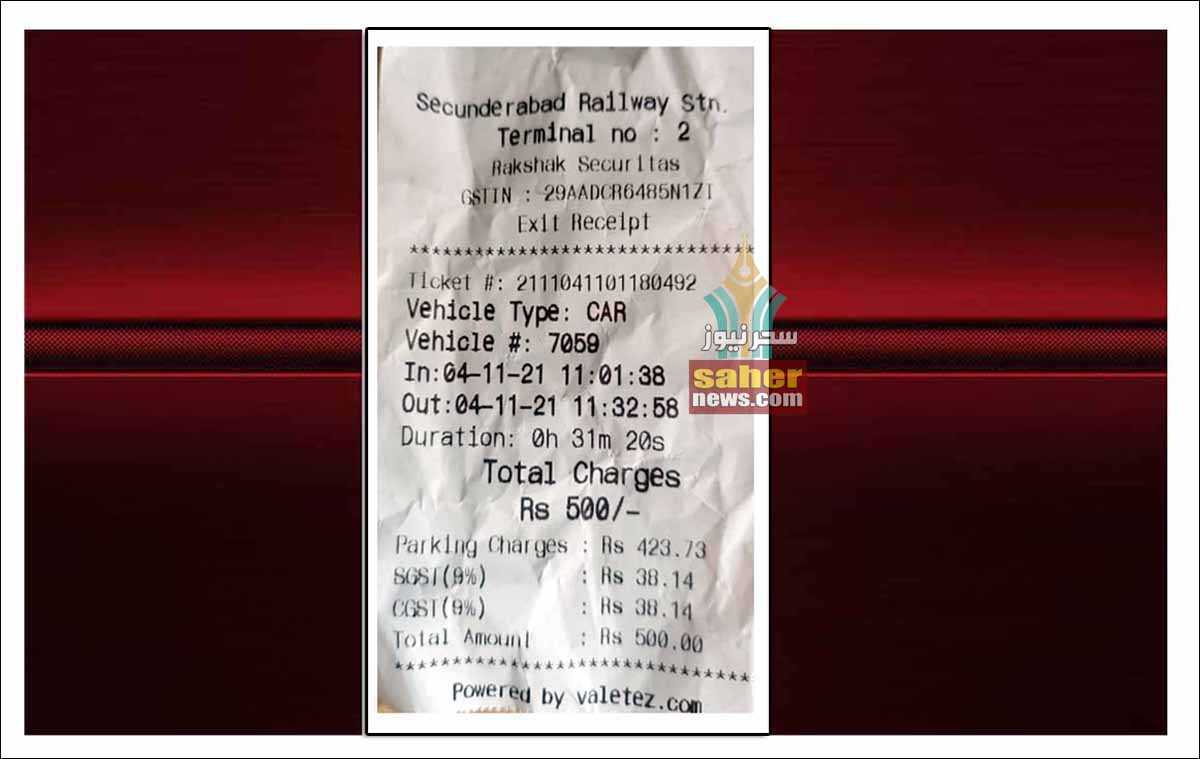 Secunderabad Railway Stn.
Terminal no : 2
Rakshak Securitas
GSTIN : 29AADCR6485N1ZI
Exit Receipt
*******************************
Ticket #: 2111041101180492
Vehicle Type: CAR
Vehicle #: 7059
In:04-11-21 11:01:38
Out:04-11-21 11:32:58
Duration: 0h 31m 20s
Total Charges
Rs 500/-
Parking Charges : Rs 423.73
SGST(9%) : Rs 38.14
CGST(9%) : Rs 38.14
Total Amount : Rs 500.00
*******************************
Powered by valetez.com
سحر نیوز
saher
news.com